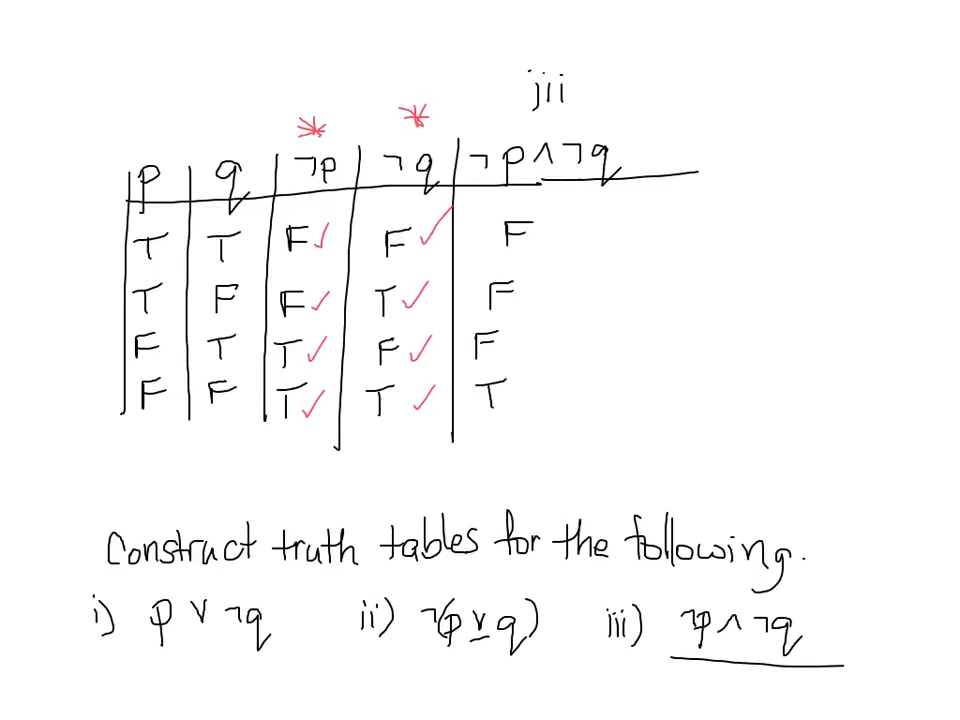 iii
* *
p q ¬p ¬q ¬p ∧ ¬q
T T F ✓ F ✓ F
T F F ✓ T ✓ F
F T T ✓ F ✓ F
F F T ✓ T ✓ T
Construct truth tables for the following.
i) p ∨ ¬q ii) ¬(p ⊻ q) iii) ¬p ∧ ¬q